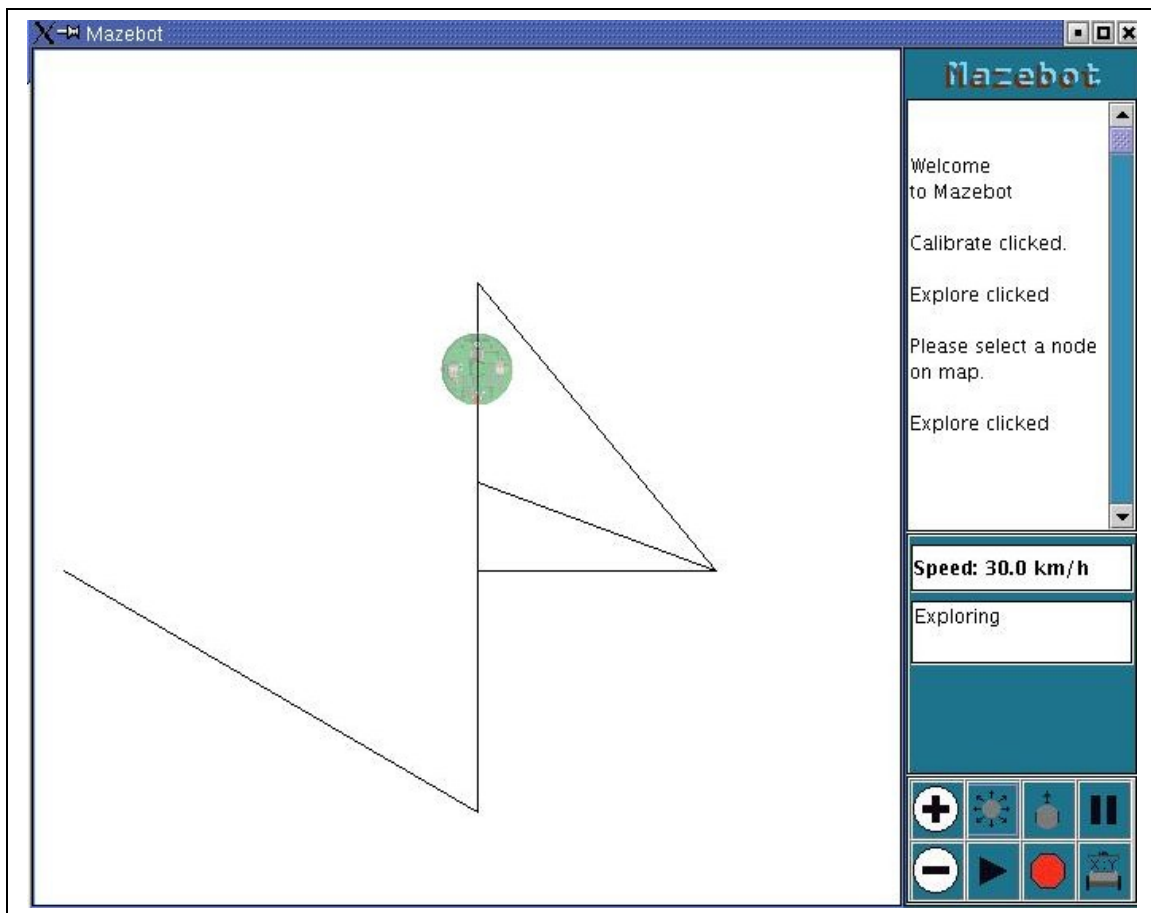 Mazebot
Mazebot
Welcome
to Mazebot
Calibrate clicked.
Explore clicked
Please select a node
on map.
Explore clicked
Speed: 30.0 km/h
Exploring
X:Y